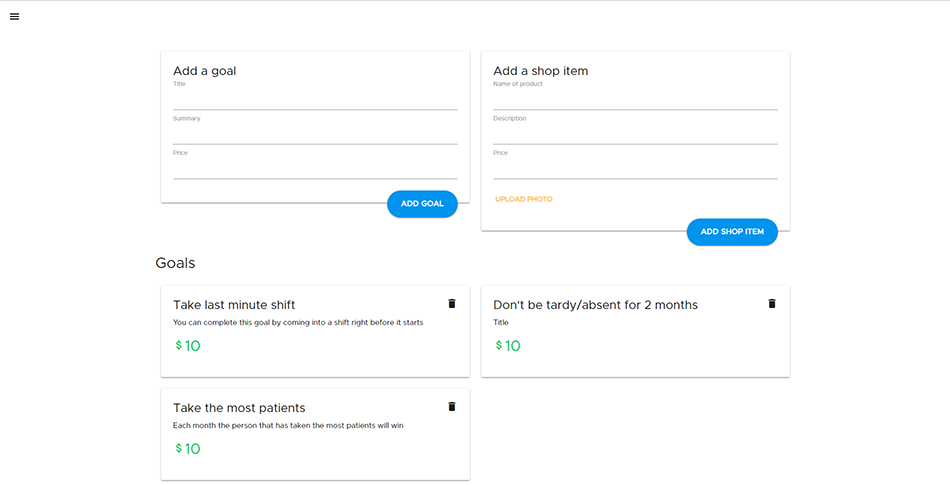 Add a goal
Title
Summary
Price
ADD GOAL
Add a shop item
Name of product
Description
Price
UPLOAD PHOTO
ADD SHOP ITEM
Goals
Take last minute shift
You can complete this goal by coming into a shift right before it starts
$ 10
Don't be tardy/absent for 2 months
Title
$ 10
Take the most patients
Each month the person that has taken the most patients will win
$ 10